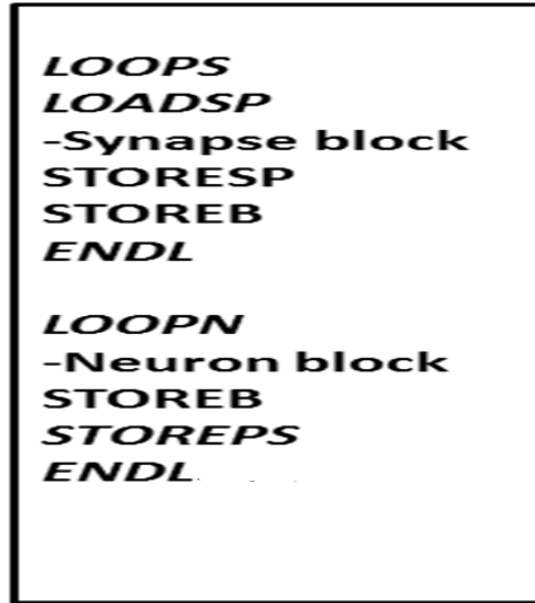 LOOPS
LOADSP
-Synapse block
STORESP
STOREB
ENDL
LOOPN
-Neuron block
STOREB
STOREPS
ENDL